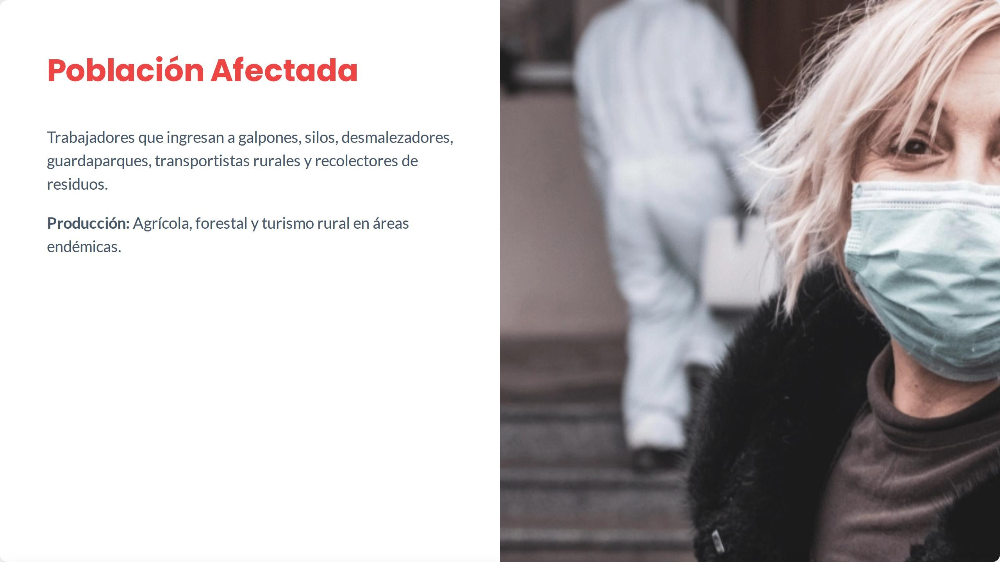 Población Afectada
Trabajadores que ingresan a galpones, silos, desmalezadores,
guardaparques, transportistas rurales y recolectores de
residuos.
Producción: Agrícola, forestal y turismo rural en áreas
endémicas.